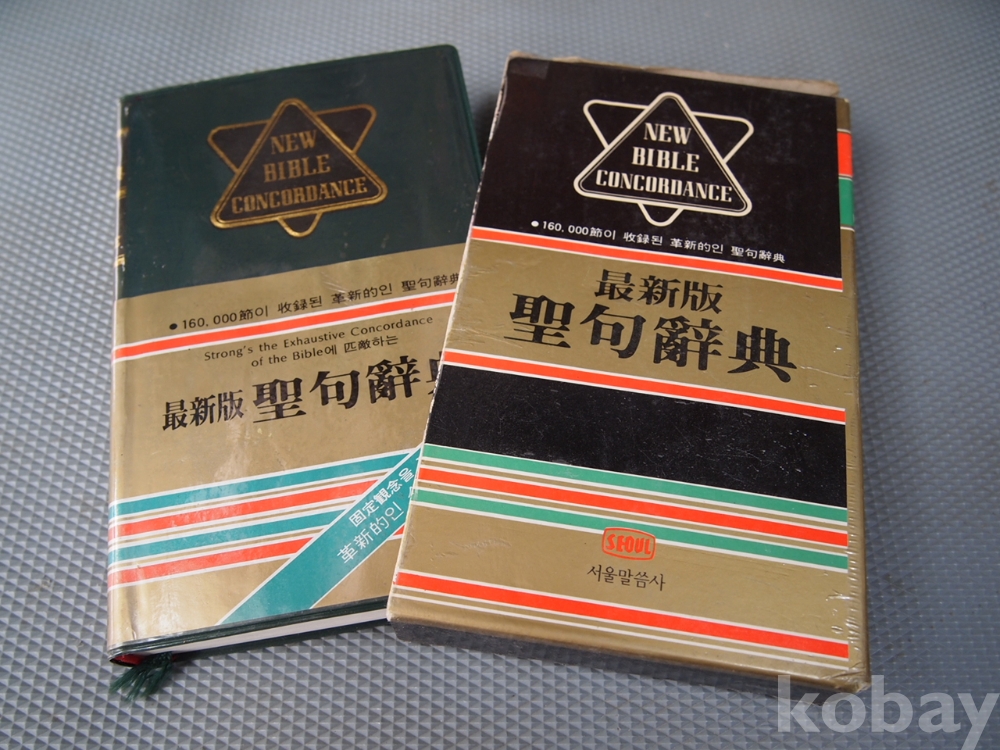 NEW
BIBLE
CONCORDANCE
●160,000節이 收録된 革新的인 聖句辭典
Strong's the Exhaustive Concordance
of the Bible에 匹敵하는
最新版 聖句辭典
固定観念을
革新的인
NEW
BIBLE
CONCORDANCE
●160,000節이 收録된 革新的인 聖句辭典
最新版
聖句辭典
SEOUL
서울말씀사
kobay